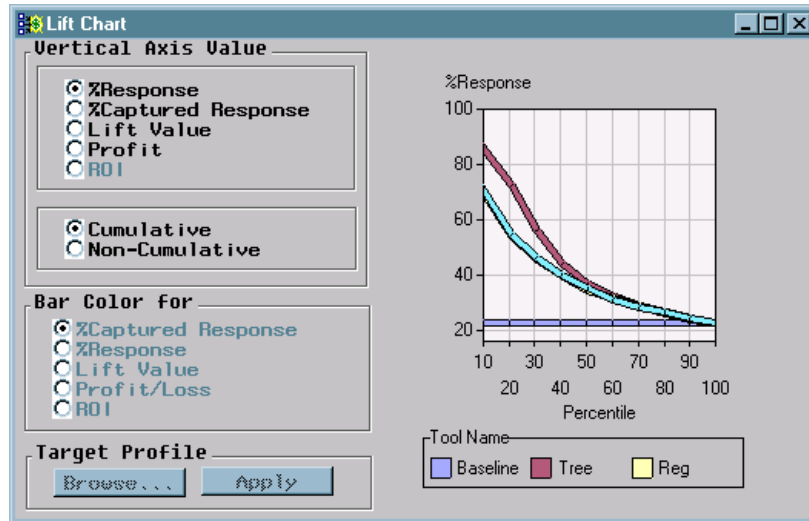 Lift Chart
Vertical Axis Value
%Response
%Captured Response
Lift Value
Profit
ROI
Cumulative
Non-Cumulative
Bar Color for
%Captured Response
%Response
Lift Value
Profit/Loss
ROI
Target Profile
Browse... Apply
%Response
100
80
60
40
20
10 30 50 70 90
20 40 60 80 100
Percentile
Tool Name
Baseline Tree Reg